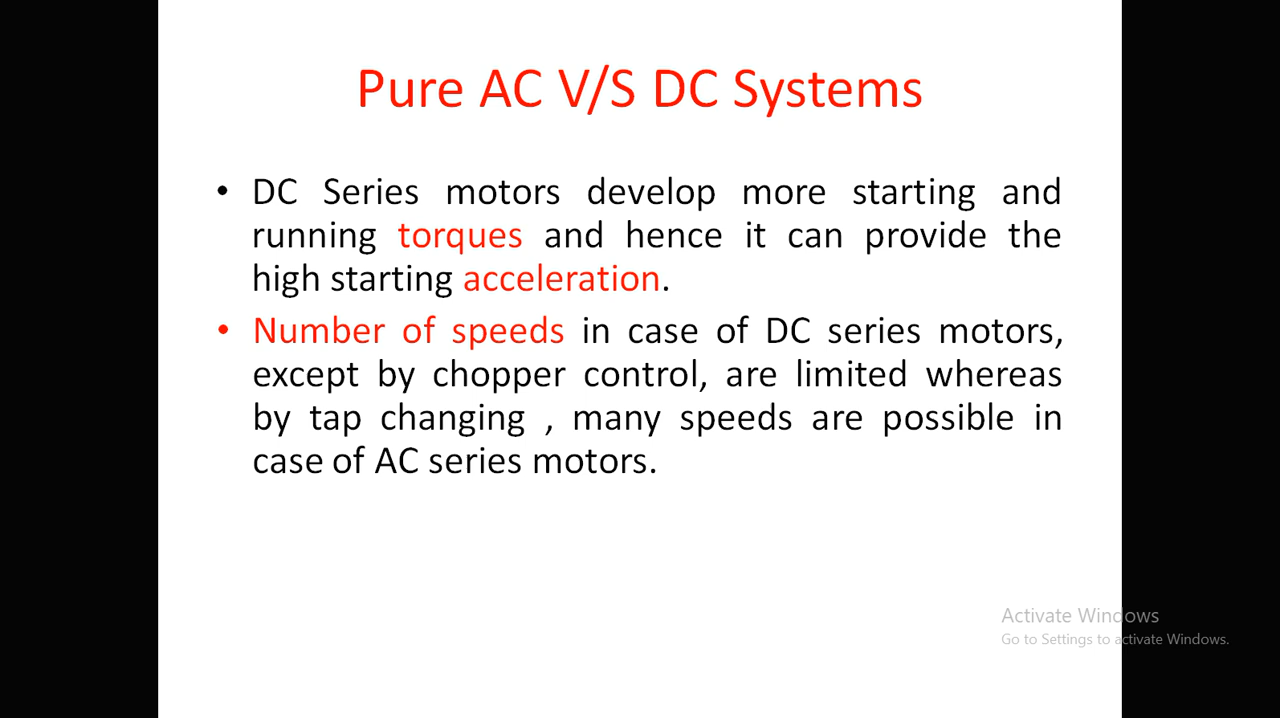 Pure AC V/S DC Systems
• DC Series motors develop more starting and
running torques and hence it can provide the
high starting acceleration.
• Number of speeds in case of DC series motors,
except by chopper control, are limited whereas
by tap changing , many speeds are possible in
case of AC series motors.
Activate Windows
Go to Settings to activate Windows.